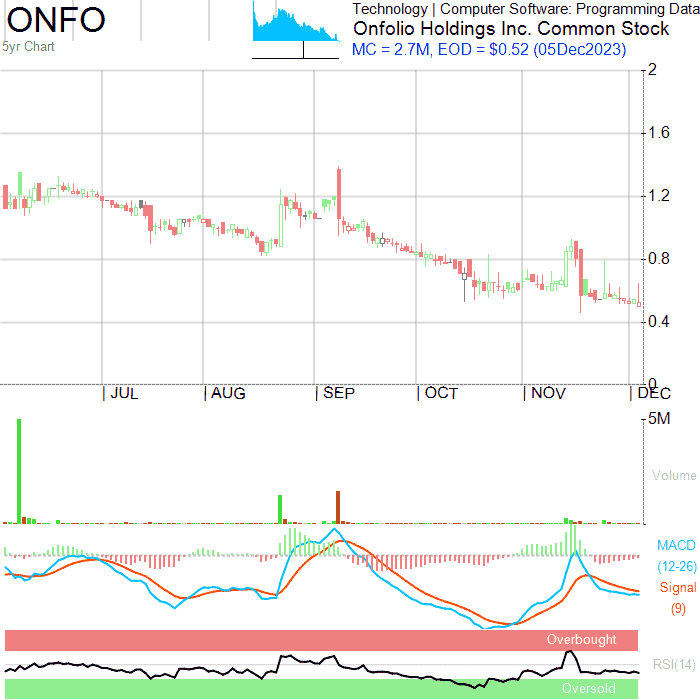 ONFO
Technology | Computer Software: Programming Data
Onfolio Holdings Inc. Common Stock
5yr Chart
MC = 2.7M, EOD = $0.52 (05Dec2023)
2
1.6
1.2
0.8
0.4
0
| JUL | AUG | SEP | OCT | NOV | DEC
5M
Volume
MACD
(12-26)
Signal
(9)
Overbought
RSI(14)
Oversold